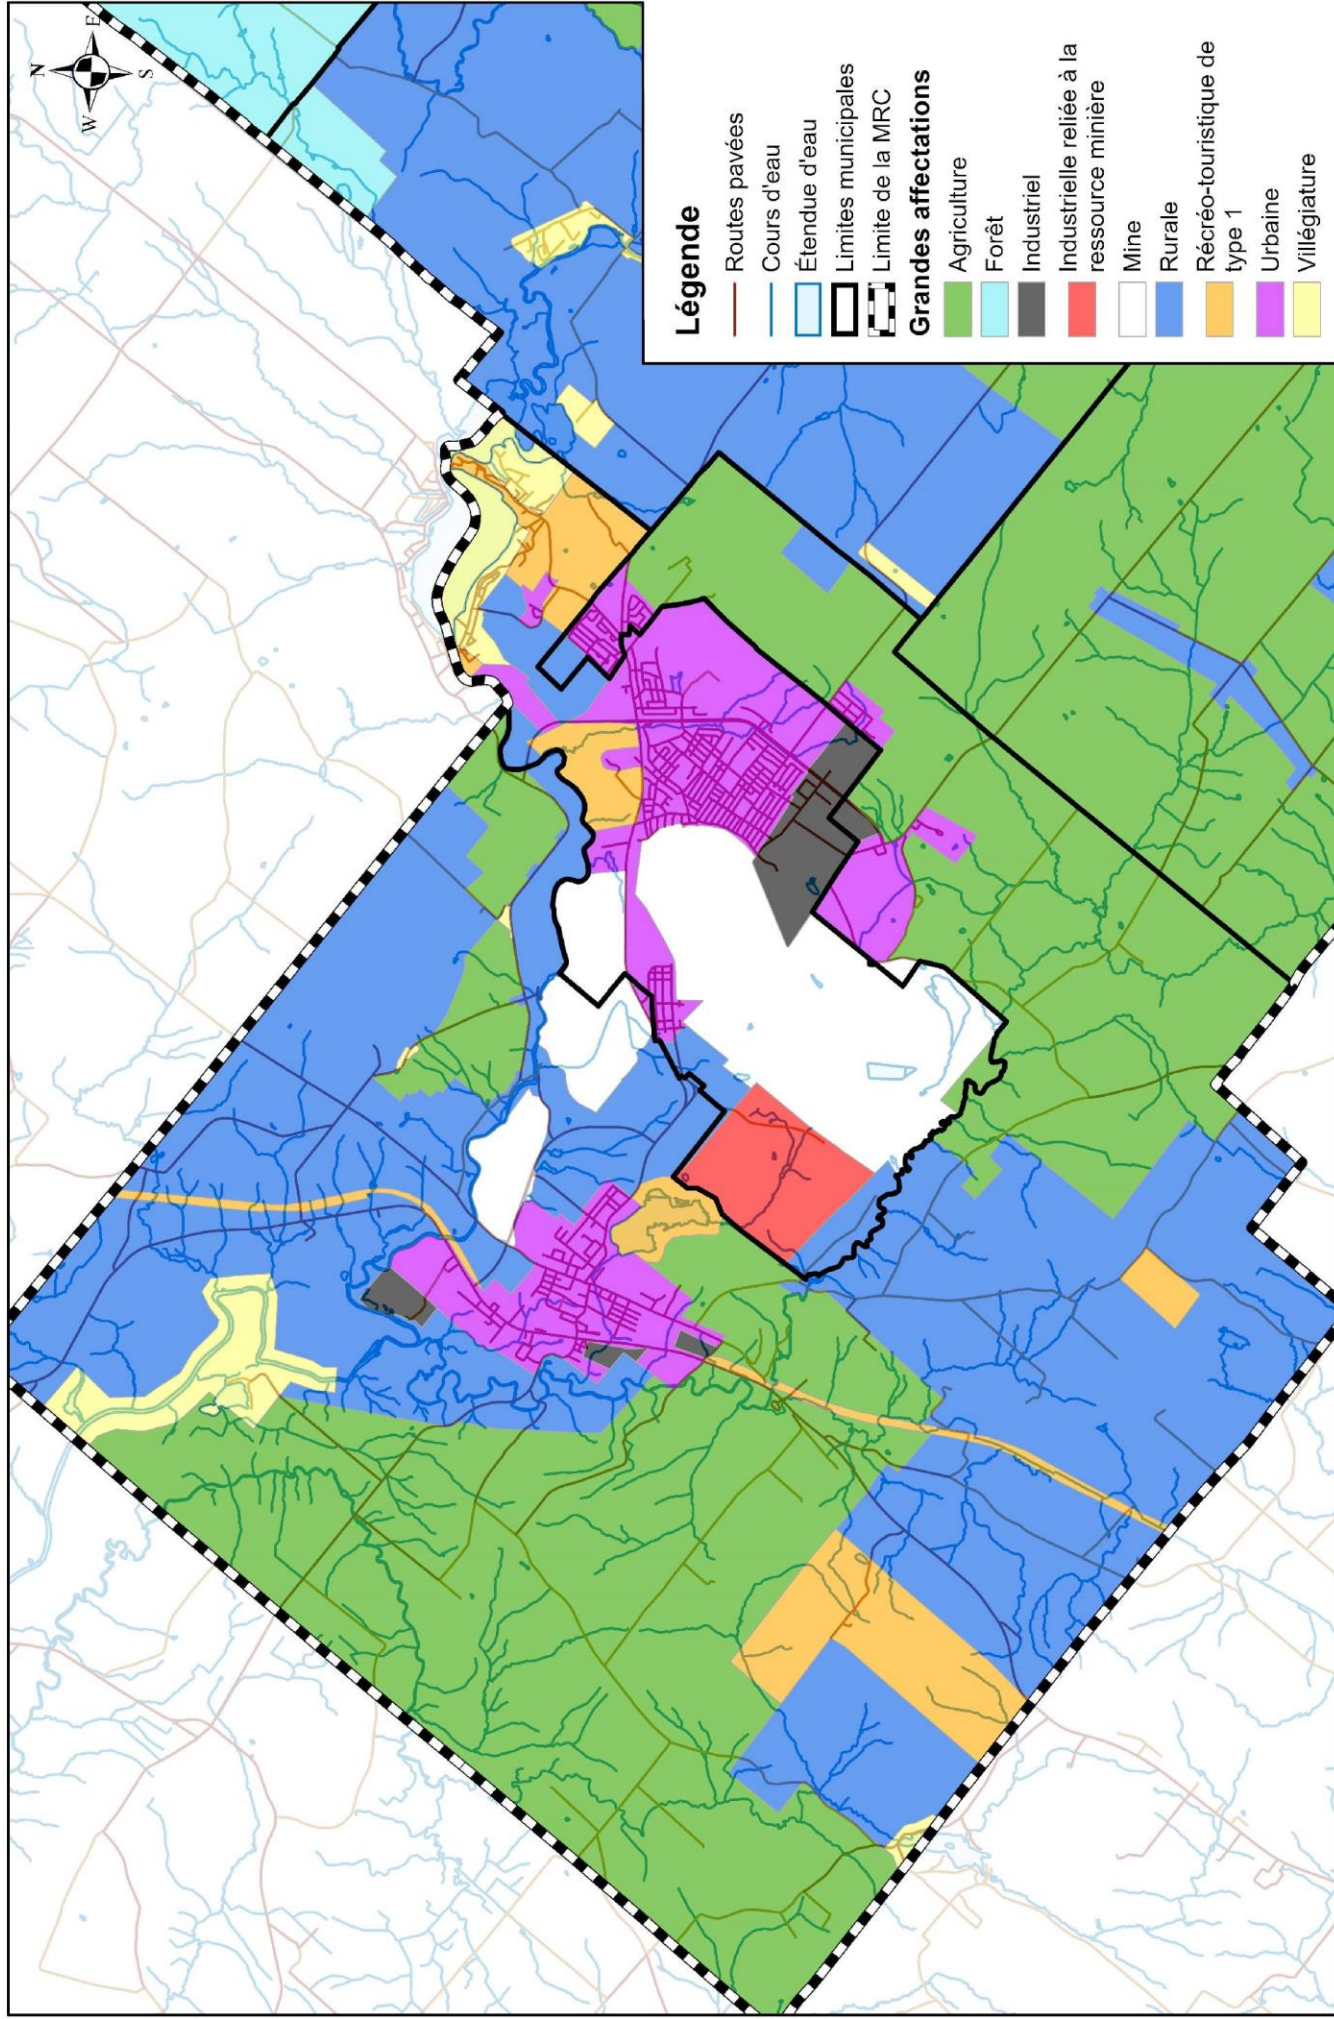 N
E
S
W
Légende
Routes pavées
Cours d'eau
Étendue d'eau
Limites municipales
Limite de la MRC
Grandes affectations
Agriculture
Forêt
Industriel
Industrielle reliée à la
ressource minière
Mine
Rurale
Récréo-touristique de
type 1
Urbaine
Villégiature